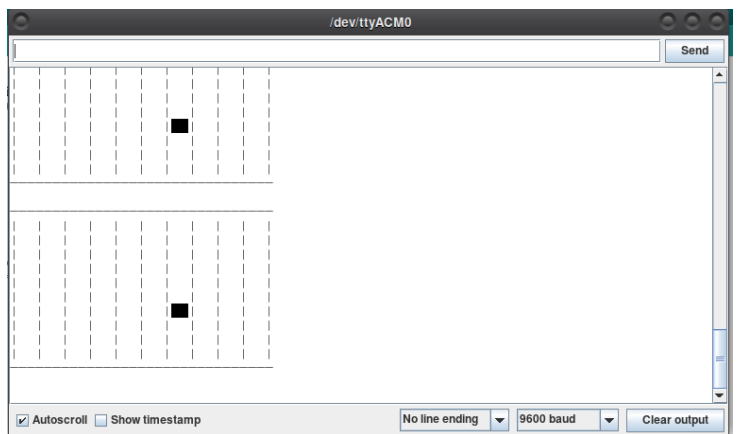 /dev/ttyACM0
Send
Autoscroll Show timestamp No line ending 9600 baud Clear output